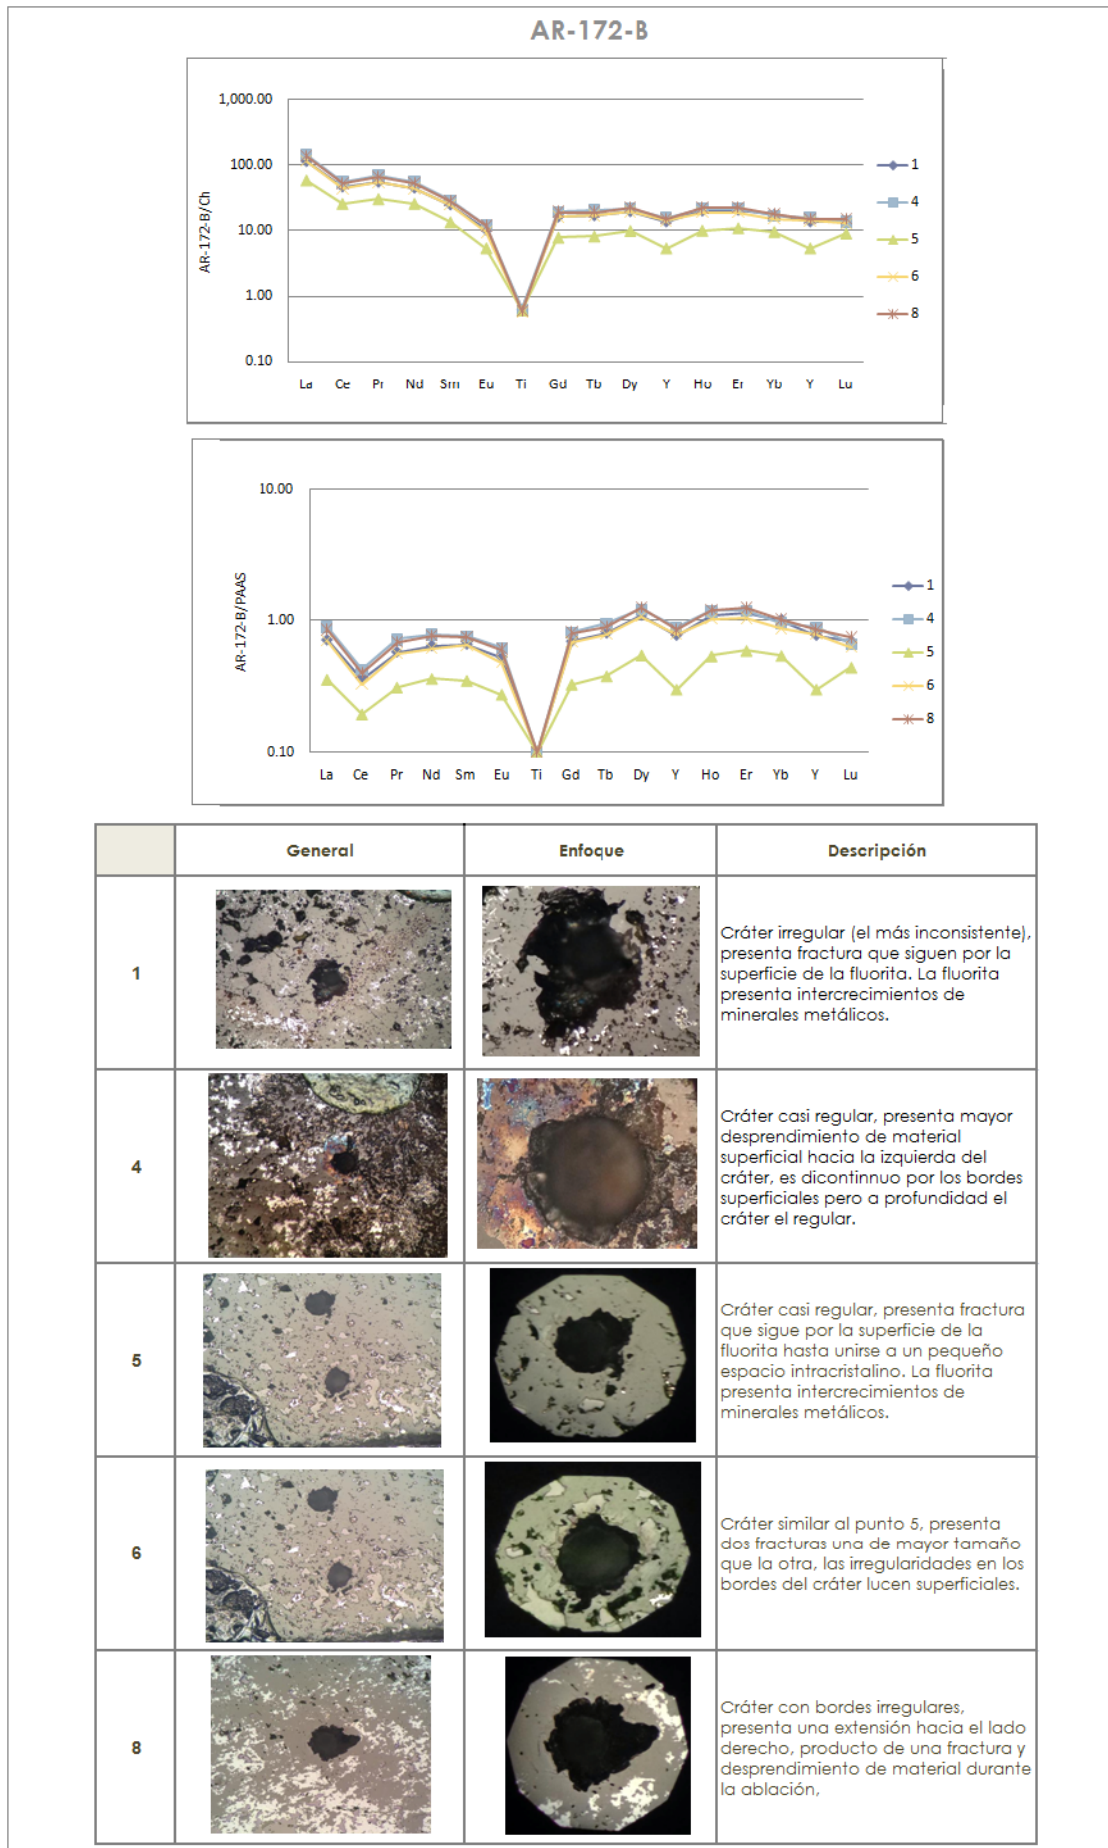 AR-172-B
1,000.00
100.00
10.00
1.00
0.10
AR-172-B/Ch
La Ce Pr Nd Sm Eu Ti Gd Tb Dy Y Ho Er Yb Y Lu
1
4
5
6
8
10.00
1.00
0.10
AR-172-B/PAAS
La Ce Pr Nd Sm Eu Ti Gd Tb Dy Y Ho Er Yb Y Lu
1
4
5
6
8
General Enfoque Descripción
1
Cráter irregular (el más inconsistente),
presenta fractura que siguen por la
superficie de la fluorita. La fluorita
presenta intercrecimientos de
minerales metálicos.
4
Cráter casi regular, presenta mayor
desprendimiento de material
superficial hacia la izquierda del
cráter, es dicontinnuo por los bordes
superficiales pero a profundidad el
cráter el regular.
5
Cráter casi regular, presenta fractura
que sigue por la superficie de la
fluorita hasta unirse a un pequeño
espacio intracristalino. La fluorita
presenta intercrecimientos de
minerales metálicos.
6
Cráter similar al punto 5, presenta
dos fracturas una de mayor tamaño
que la otra, las irregularidades en los
bordes del cráter lucen superficiales.
8
Cráter con bordes irregulares,
presenta una extensión hacia el lado
derecho, producto de una fractura y
desprendimiento de material durante
la ablación,